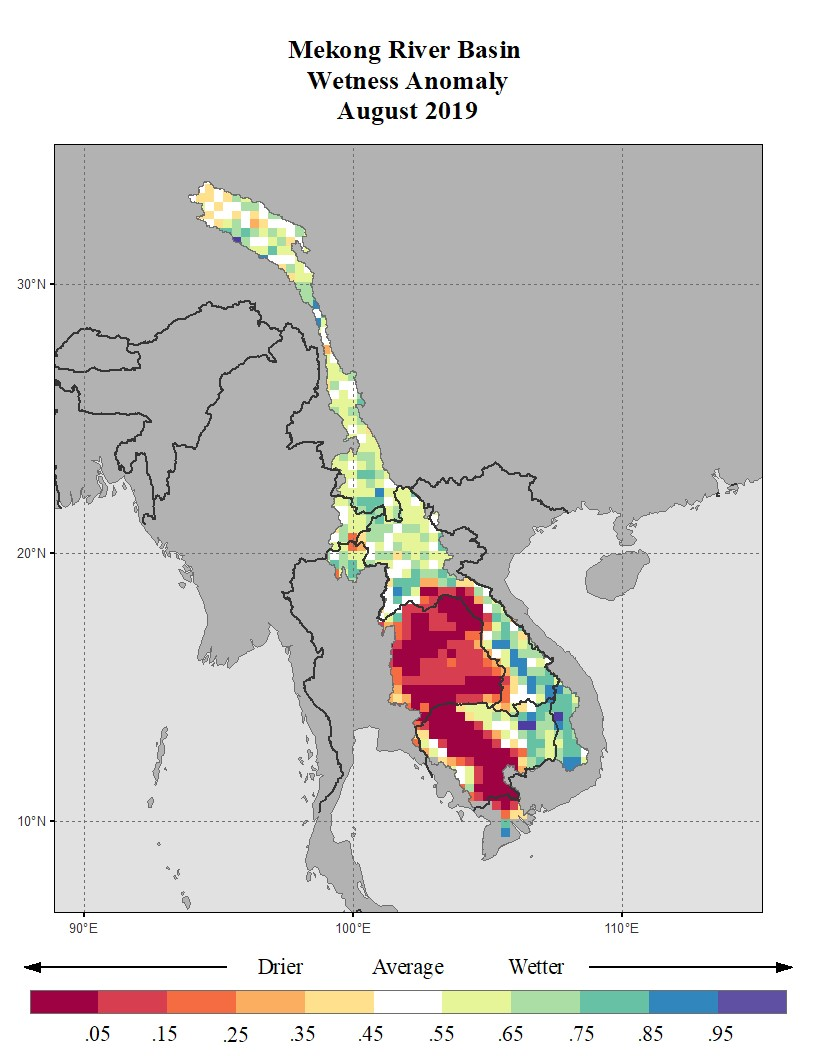 Mekong River Basin
Wetness Anomaly
August 2019
30°N
20°N
10°N
90°E 100°E 110°E
Drier Average Wetter
.05 .15 .25 .35 .45 .55 .65 .75 .85 .95